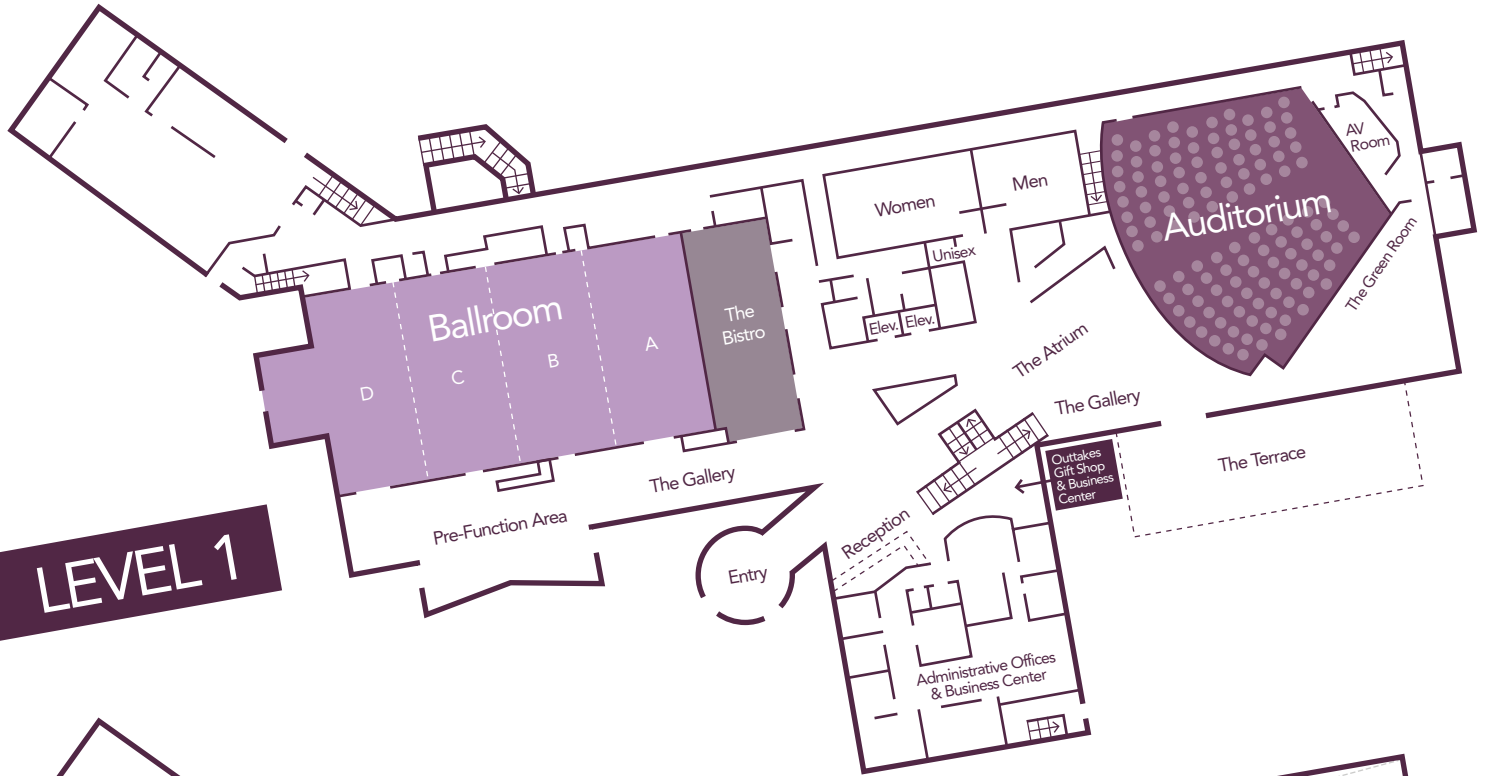 AV
Room
Women
Men
Auditorium
Unisex
The Green Room
Ballroom
The
Bistro
Elev.
Elev.
A
B
C
D
The Atrium
The Gallery
Outtakes
Gift Shop
& Business
Center
The Terrace
The Gallery
Pre-Function Area
Reception
LEVEL 1
Entry
Administrative Offices
& Business Center